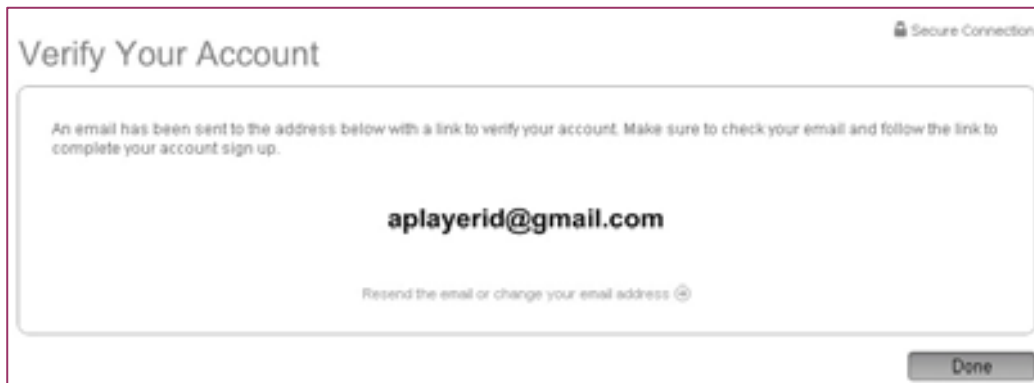 Secure Connection
Verify Your Account
An email has been sent to the address below with a link to verify your account. Make sure to check your email and follow the link to
complete your account sign up.
aplayerid@gmail.com
Resend the email or change your email address
Done